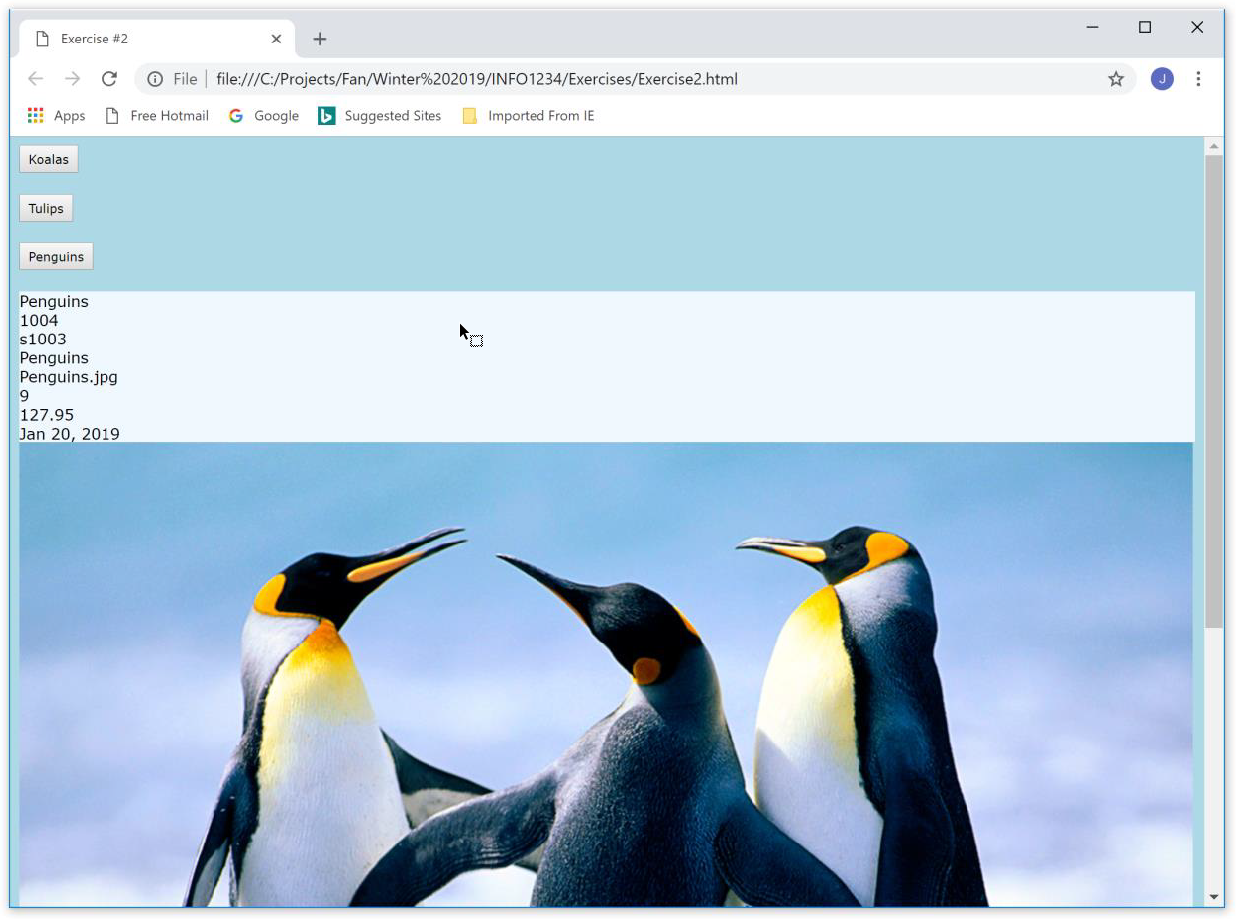 Exercise #2
File file:///C:/Projects/Fan/Winter%202019/INFO1234/Exercises/Exercise2.html J
Apps Free Hotmail Google Suggested Sites Imported From IE
Koalas
Tulips
Penguins
Penguins
1004
s1003
Penguins
Penguins.jpg
9
127.95
Jan 20, 2019